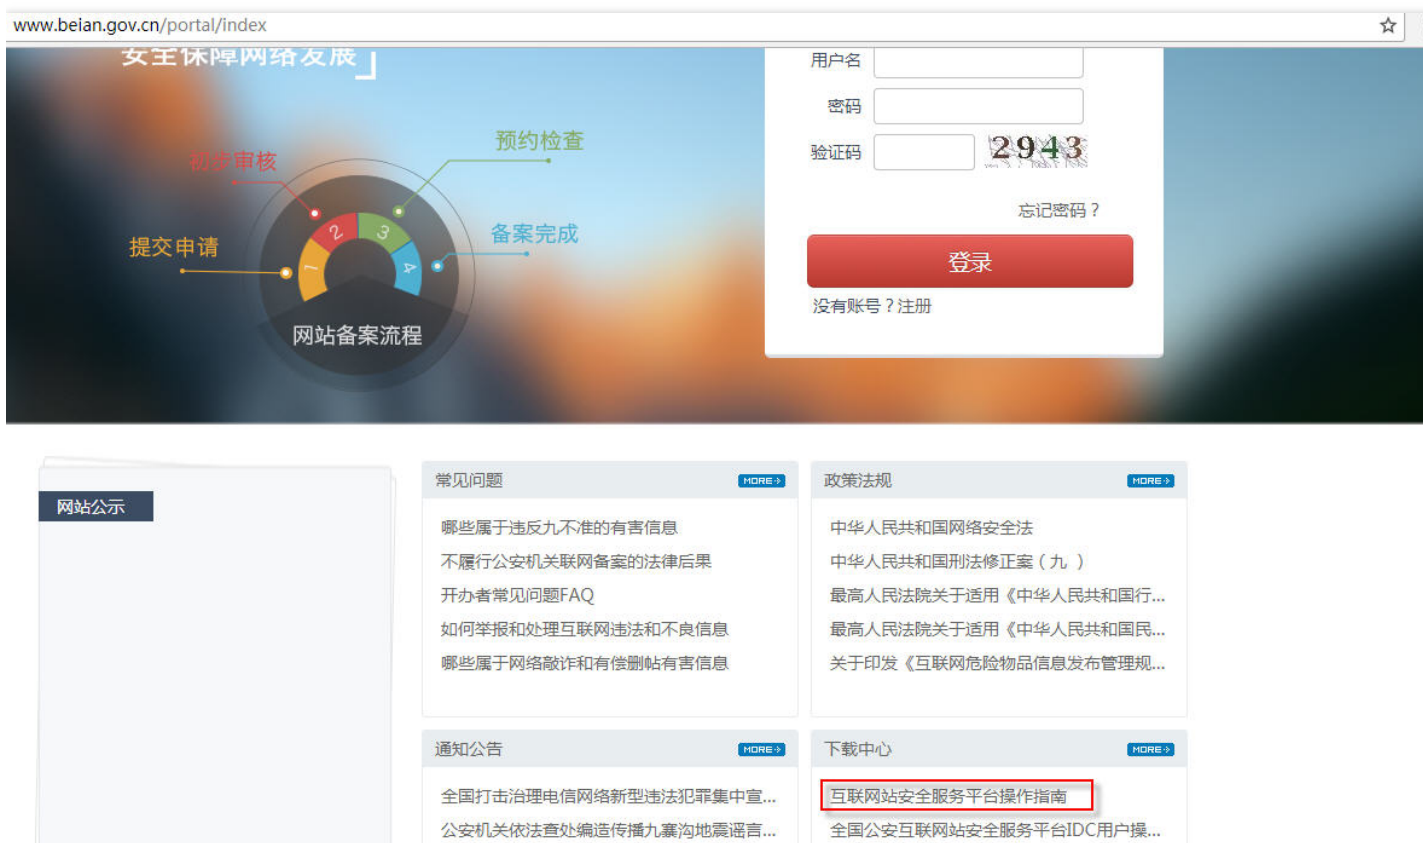 www.beian.gov.cn/portal/index
安全保障网络发展
用户名
密码
验证码
2943
忘记密码？
登录
没有账号？注册
预约检查
初步审核
备案完成
提交申请
1
2
3
4
网站备案流程
网站公示
常见问题
MORE
哪些属于违反九不准的有害信息
不履行公安机关联网备案的法律后果
开办者常见问题FAQ
如何举报和处理互联网违法和不良信息
哪些属于网络敲诈和有偿删帖有害信息
政策法规
MORE
中华人民共和国网络安全法
中华人民共和国刑法修正案（九 ）
最高人民法院关于适用《中华人民共和国行...
最高人民法院关于适用《中华人民共和国民...
关于印发《互联网危险物品信息发布管理规...
通知公告
MORE
全国打击治理电信网络新型违法犯罪集中宣...
公安机关依法查处编造传播九寨沟地震谣言...
下载中心
MORE
互联网站安全服务平台操作指南
全国公安互联网站安全服务平台IDC用户操...